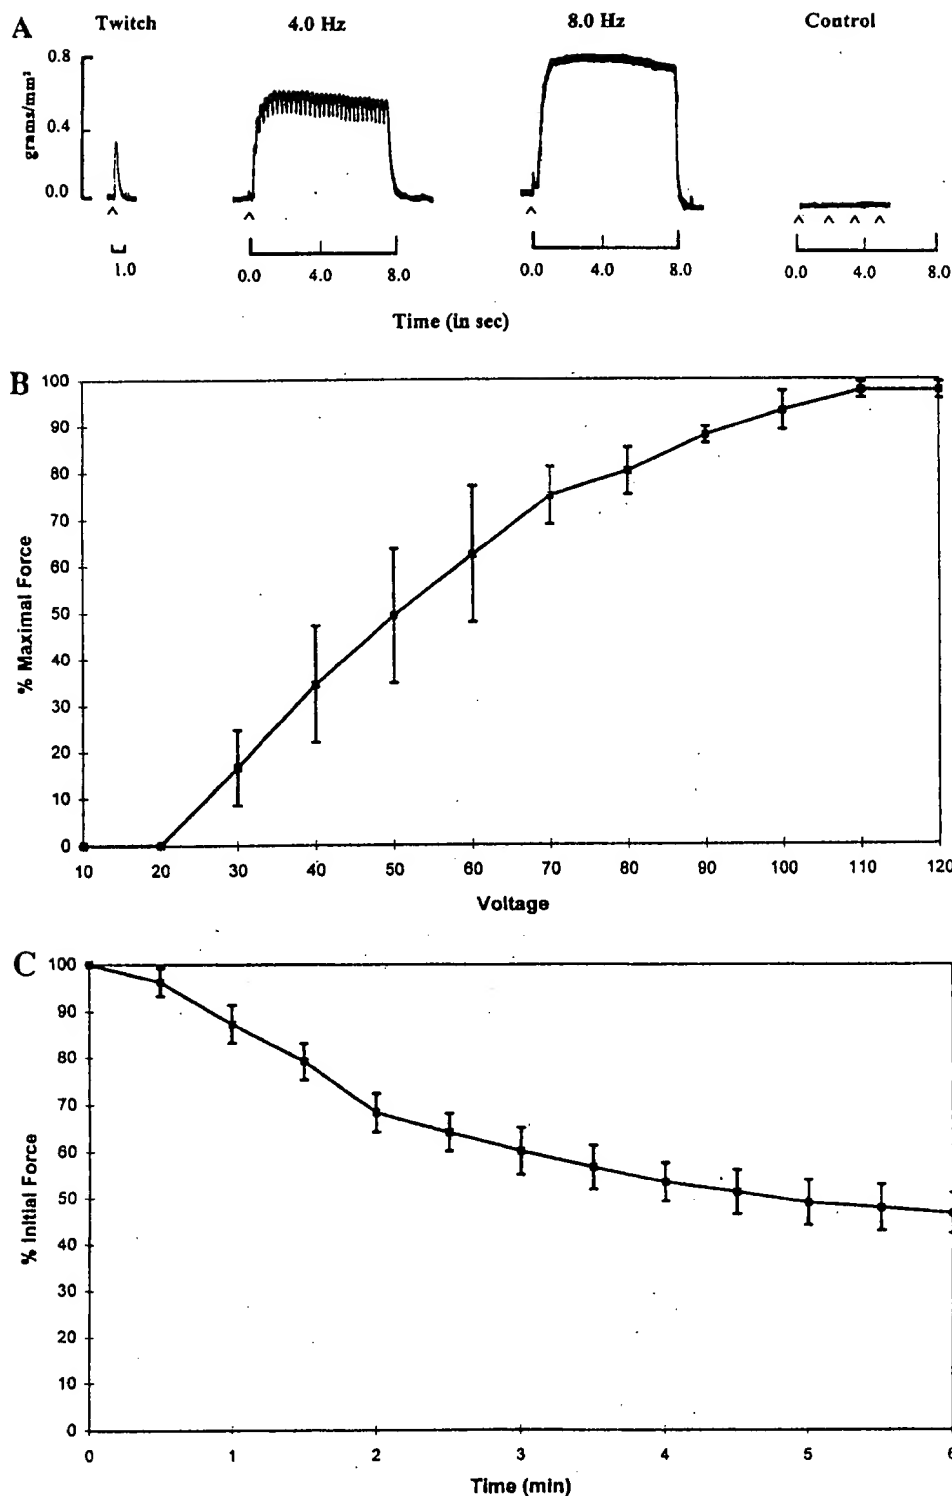 A
Twitch
4.0 Hz
8.0 Hz
Control
grams/mm²
0.8
0.4
0.0
^ ^ ^ ^ ^ ^ ^
1.0
0.0 4.0 8.0
0.0 4.0 8.0
0.0 4.0 8.0
Time (in sec)
B
% Maximal Force
100
90
80
70
60
50
40
30
20
10
0
10 20 30 40 50 60 70 80 90 100 110 120
Voltage
C
% Initial Force
100
90
80
70
60
50
40
30
20
10
0
0 1 2 3 4 5 6
Time (min)